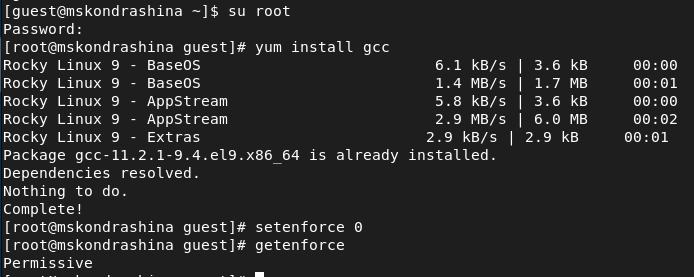 [guest@mskondrashina ~]$ su root
Password:
[root@mskondrashina guest]# yum install gcc
Rocky Linux 9 - BaseOS 6.1 kB/s | 3.6 kB 00:00
Rocky Linux 9 - BaseOS 1.4 MB/s | 1.7 MB 00:01
Rocky Linux 9 - AppStream 5.8 kB/s | 3.6 kB 00:00
Rocky Linux 9 - AppStream 2.9 MB/s | 6.0 MB 00:02
Rocky Linux 9 - Extras 2.9 kB/s | 2.9 kB 00:01
Package gcc-11.2.1-9.4.el9.x86_64 is already installed.
Dependencies resolved.
Nothing to do.
Complete!
[root@mskondrashina guest]# setenforce 0
[root@mskondrashina guest]# getenforce
Permissive
[root@mskondrashina guest]#